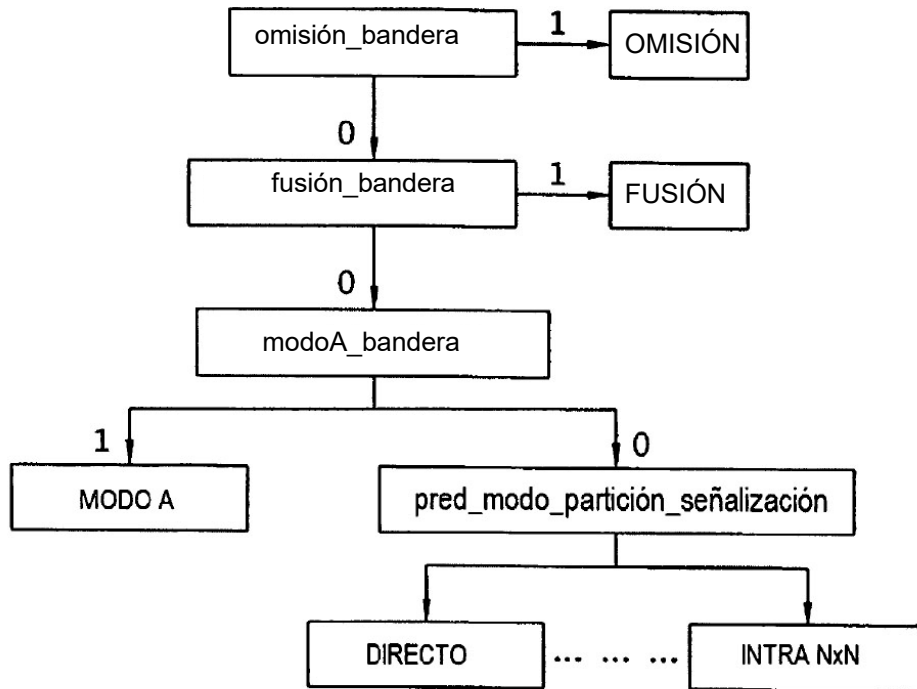 omisión_bandera 1 OMISIÓN
0
fusión_bandera 1 FUSIÓN
0
modoA_bandera
1 0
MODO A pred_modo_partición_señalización
DIRECTO ... ... ... INTRA NxN